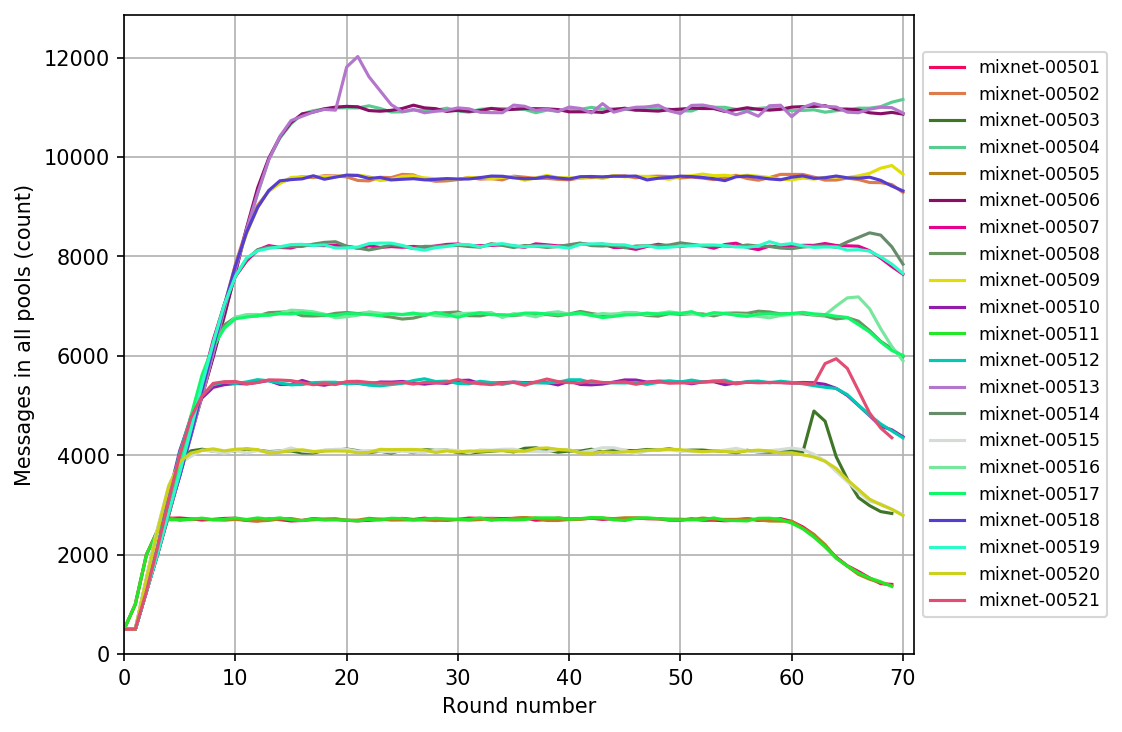 12000
10000
8000
6000
4000
2000
0
Messages in all pools (count)
0 10 20 30 40 50 60 70
Round number
mixnet-00501
mixnet-00502
mixnet-00503
mixnet-00504
mixnet-00505
mixnet-00506
mixnet-00507
mixnet-00508
mixnet-00509
mixnet-00510
mixnet-00511
mixnet-00512
mixnet-00513
mixnet-00514
mixnet-00515
mixnet-00516
mixnet-00517
mixnet-00518
mixnet-00519
mixnet-00520
mixnet-00521